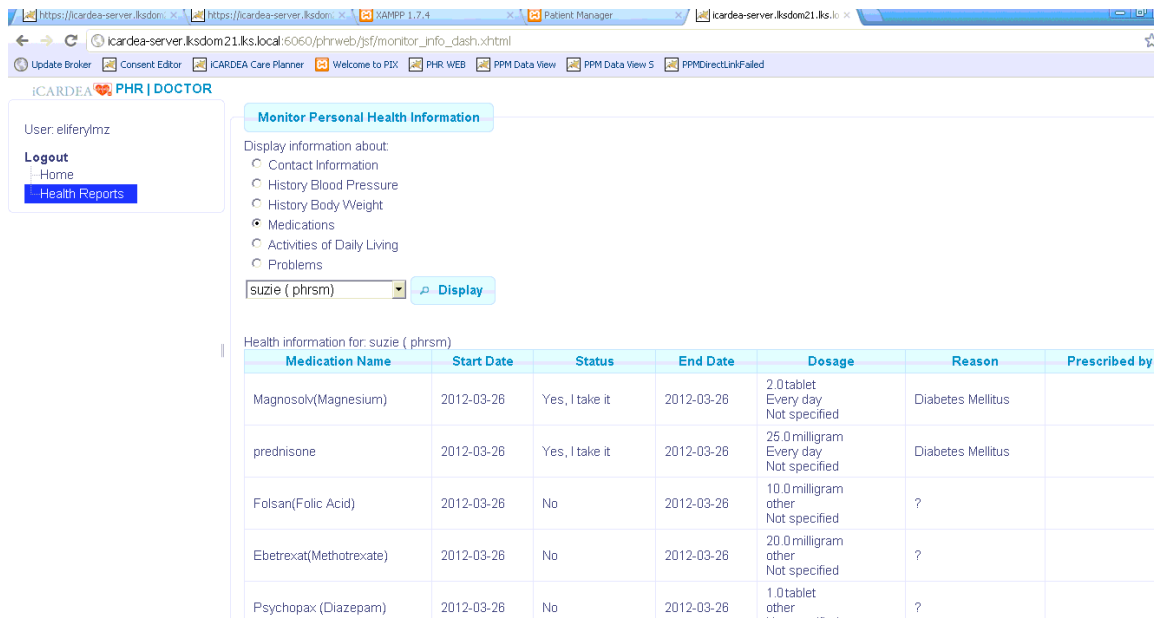 https://icardea-server.lksdom
https://icardea-server.lksdom
XAMPP 1.7.4
Patient Manager
icardea-server.lksdom21.lks.lo
icardea-server.lksdom21.lks.local:6060/phrweb/jsf/monitor_info_dash.xhtml
Update Broker Consent Editor iCARDEA Care Planner Welcome to PIX PHR WEB PPM Data View PPM Data View S PPMDirectLinkFailed
iCARDEA PHR | DOCTOR
User: eliferylmz
Logout
Home
Health Reports
Monitor Personal Health Information
Display information about:
Contact Information
History Blood Pressure
History Body Weight
Medications
Activities of Daily Living
Problems
suzie ( phrsm) Display
Health information for: suzie ( phrsm)
Medication Name Start Date Status End Date Dosage Reason Prescribed by
Magnosolv(Magnesium) 2012-03-26 Yes, I take it 2012-03-26 2.0 tablet Every day Not specified Diabetes Mellitus
prednisone 2012-03-26 Yes, I take it 2012-03-26 25.0 milligram Every day Not specified Diabetes Mellitus
Folsan(Folic Acid) 2012-03-26 No 2012-03-26 10.0 milligram other Not specified ?
Ebetrexat(Methotrexate) 2012-03-26 No 2012-03-26 20.0 milligram other Not specified ?
Psychopax (Diazepam) 2012-03-26 No 2012-03-26 1.0 tablet other ?